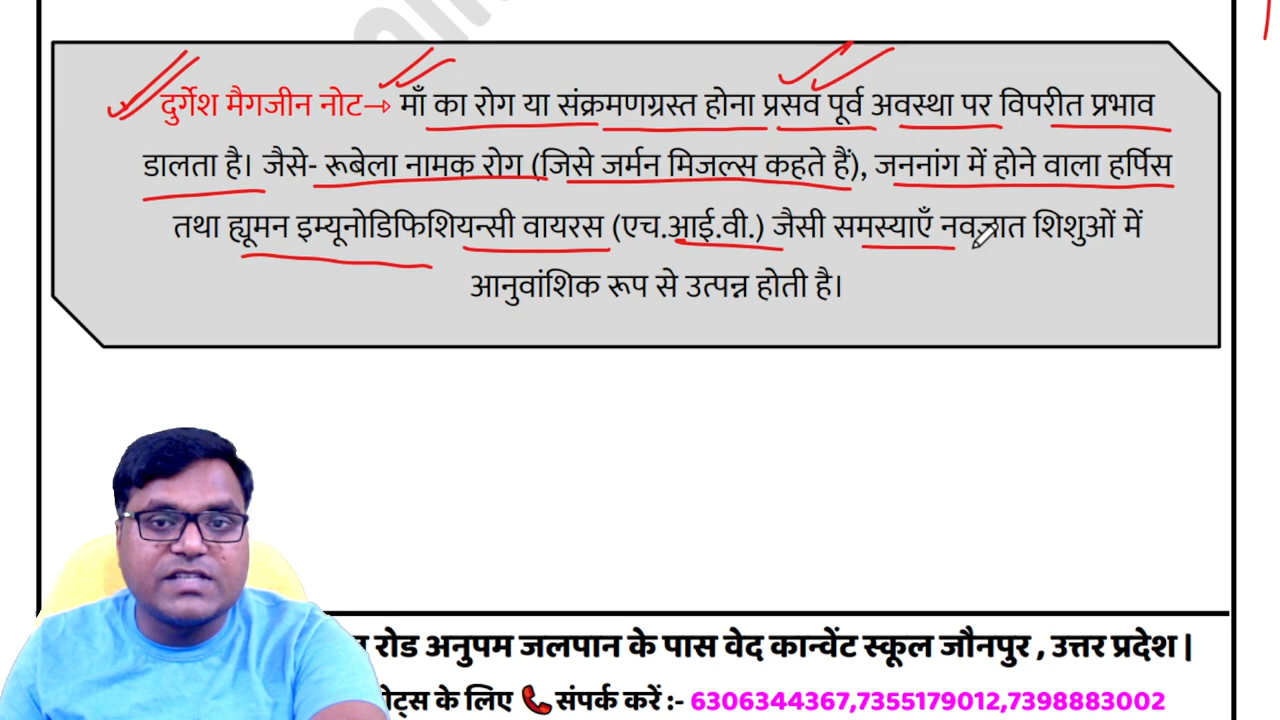 दुर्गेश मैगजीन नोट→ माँ का रोग या संक्रमणग्रस्त होना प्रसव पूर्व अवस्था पर विपरीत प्रभाव
डालता है। जैसे- रूबेला नामक रोग (जिसे जर्मन मिजल्स कहते हैं), जननांग में होने वाला हर्पिस
तथा ह्यूमन इम्यूनोडिफिशियन्सी वायरस (एच.आई.वी.) जैसी समस्याएँ नवजात शिशुओं में
आनुवांशिक रूप से उत्पन्न होती है।
रोड अनुपम जलपान के पास वेद कान्वेंट स्कूल जौनपुर , उत्तर प्रदेश |
के लिए संपर्क करें :- 6306344367,7355179012,7398883002